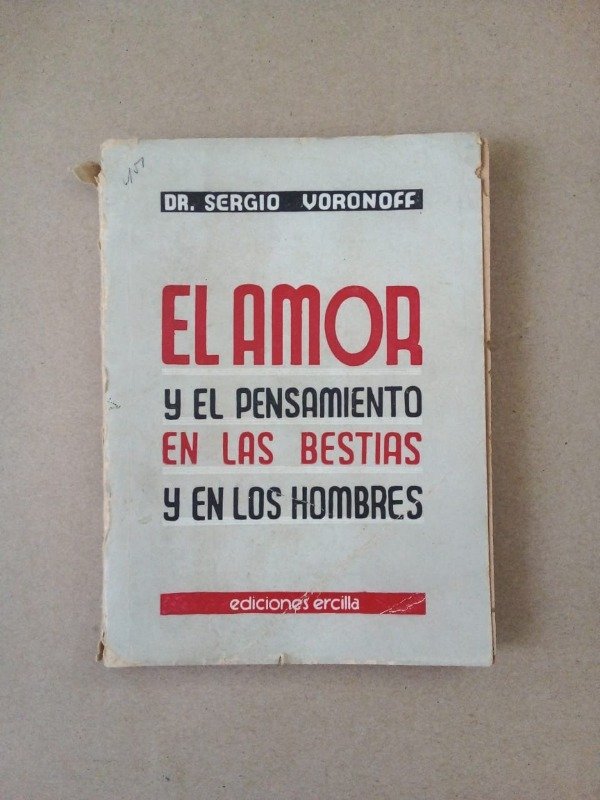 DR. SERGIO VORONOFF
EL AMOR
Y EL PENSAMIENTO
EN LAS BESTIAS
Y EN LOS HOMBRES
ediciones ercilla